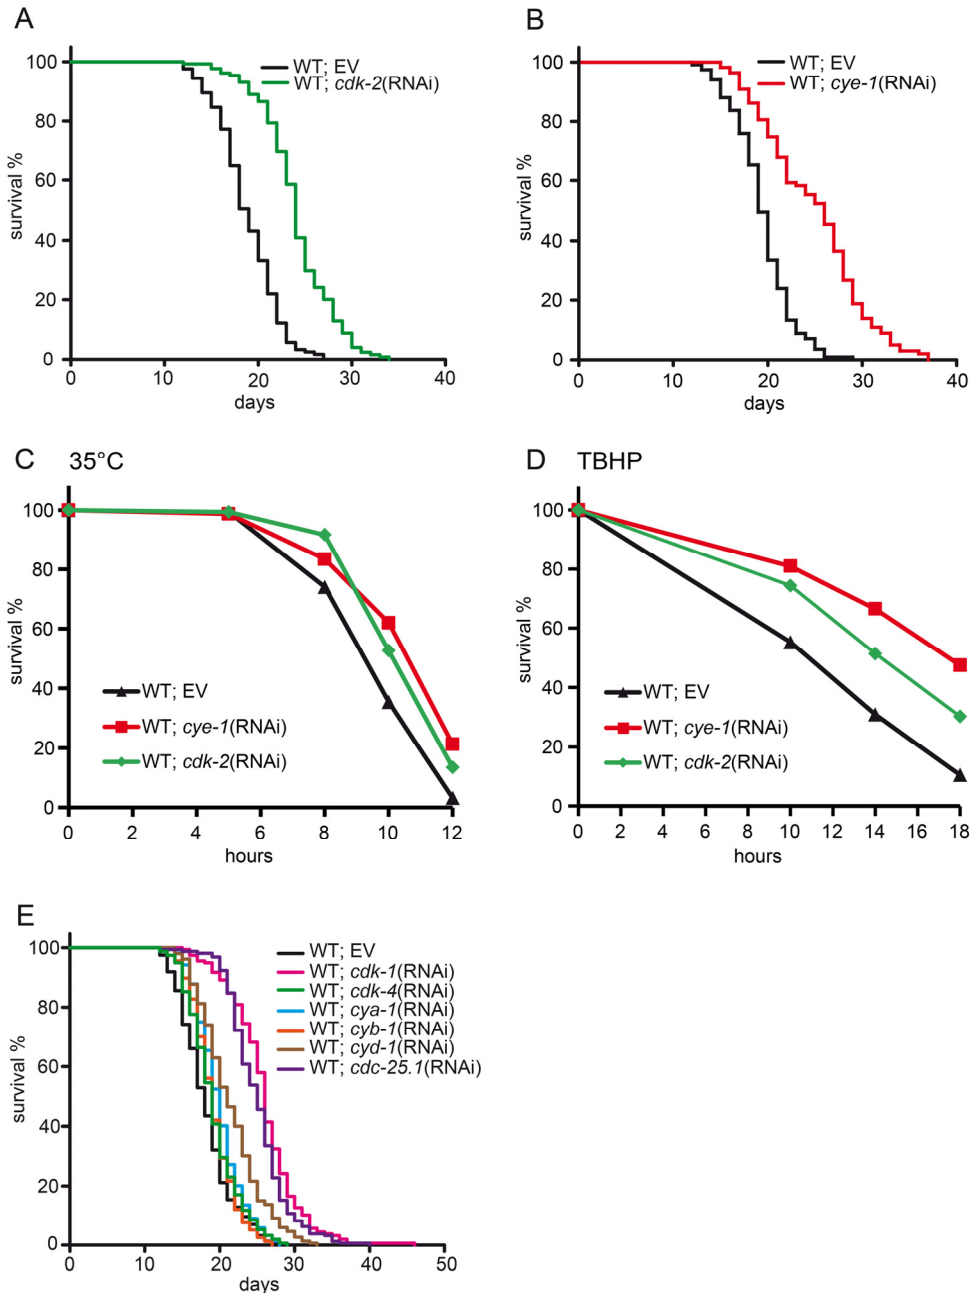 A
WT; EV
WT; cdk-2(RNAi)
100
80
60
40
20
0
survival %
0 10 20 30 40
days
B
WT; EV
WT; cye-1(RNAi)
100
80
60
40
20
0
survival %
0 10 20 30 40
days
C 35°C
100
80
60
40
20
0
survival %
WT; EV
WT; cye-1(RNAi)
WT; cdk-2(RNAi)
0 2 4 6 8 10 12
hours
D TBHP
100
80
60
40
20
0
survival %
WT; EV
WT; cye-1(RNAi)
WT; cdk-2(RNAi)
0 2 4 6 8 10 12 14 16 18
hours
E
100
80
60
40
20
0
survival %
WT; EV
WT; cdk-1(RNAi)
WT; cdk-4(RNAi)
WT; cya-1(RNAi)
WT; cyb-1(RNAi)
WT; cyd-1(RNAi)
WT; cdc-25.1(RNAi)
0 10 20 30 40 50
days